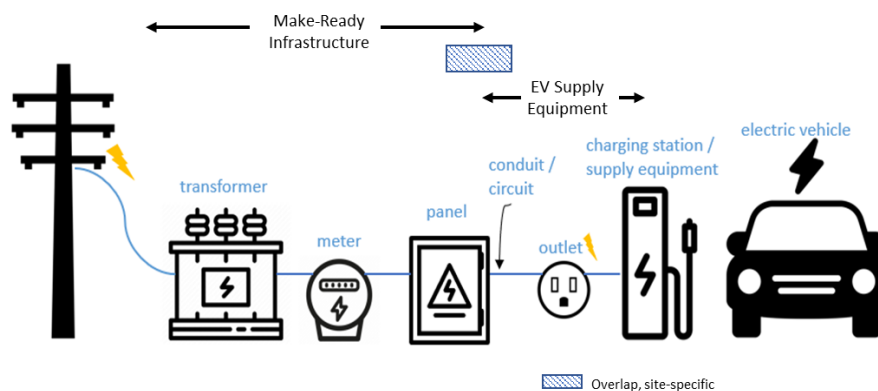 Make-Ready
Infrastructure
EV Supply
Equipment
electric vehicle
charging station /
supply equipment
conduit /
circuit
transformer
panel
meter
outlet
Overlap, site-specific